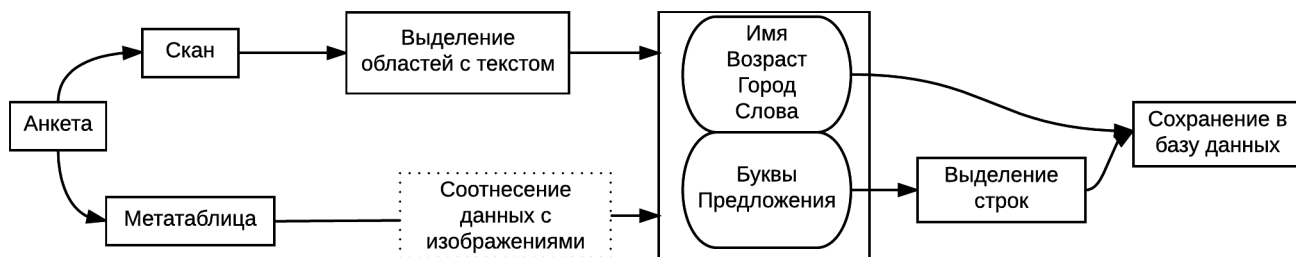 Анкета
Скан
Выделение
областей с текстом
Метатаблица
Соотнесение
данных с
изображениями
Имя
Возраст
Город
Слова
Буквы
Предложения
Выделение
строк
Сохранение в
базу данных